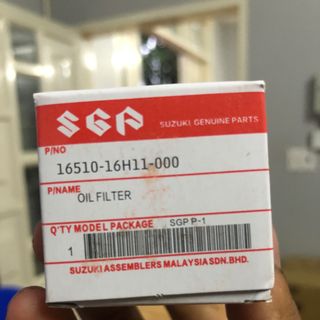 SGP
SUZUKI GENUINE PARTS
P/NO
16510-16H11-000
P/NAME
OIL FILTER
Q'TY MODEL PACKAGE SGP P-1
1
SUZUKI ASSEMBLERS MALAYSIA SDN.BHD.